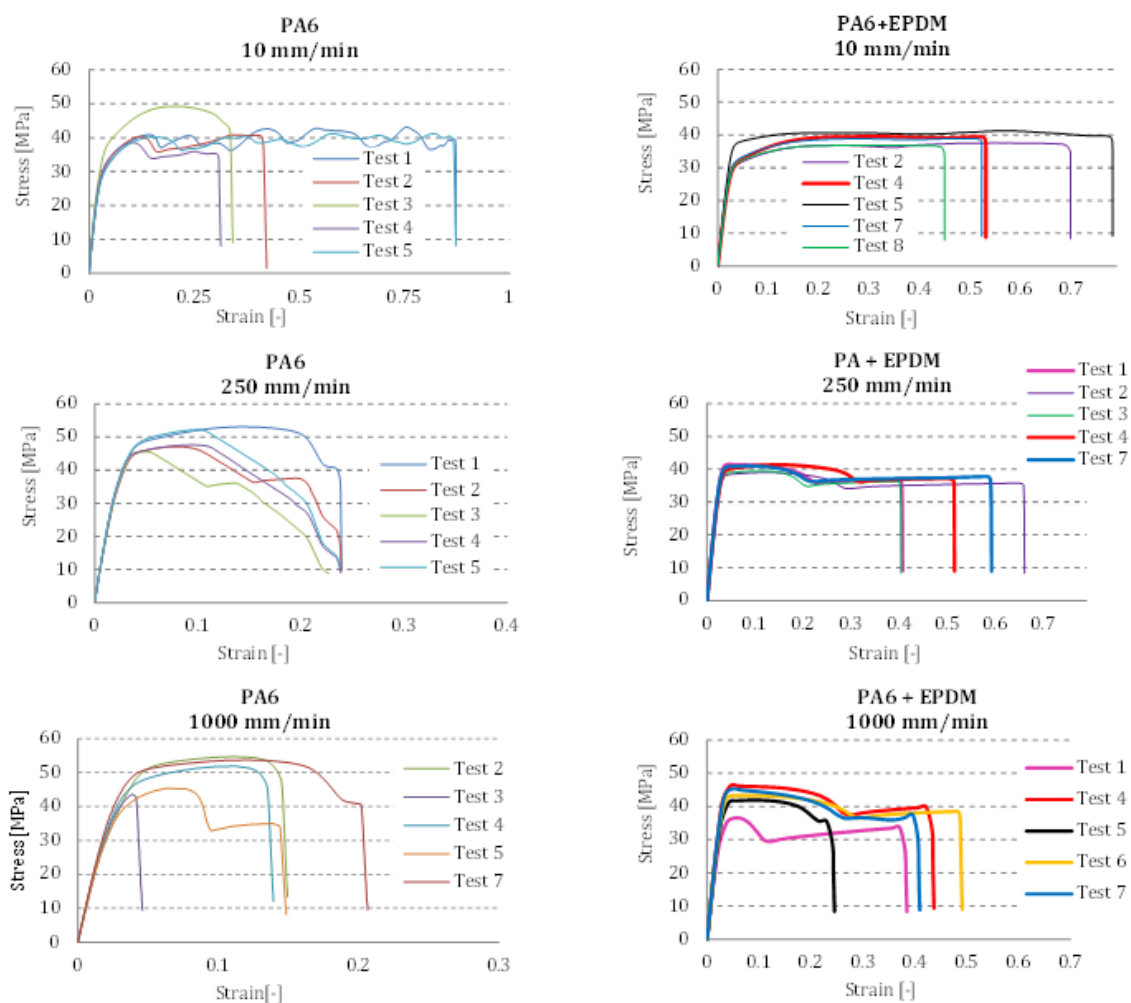 PA6
10 mm/min
60
50
40
30
20
10
0
Stress [MPa]
0
0.25
0.5
0.75
1
Strain [-]
Test 1
Test 2
Test 3
Test 4
Test 5
PA6+EPDM
10 mm/min
60
50
40
30
20
10
0
Stress [MPa]
0
0.1
0.2
0.3
0.4
0.5
0.6
0.7
Strain [-]
Test 2
Test 4
Test 5
Test 7
Test 8
PA6
250 mm/min
60
50
40
30
20
10
0
Stress [MPa]
0
0.1
0.2
0.3
0.4
Strain [-]
Test 1
Test 2
Test 3
Test 4
Test 5
PA + EPDM
250 mm/min
60
50
40
30
20
10
0
Stress [MPa]
0
0.1
0.2
0.3
0.4
0.5
0.6
0.7
Strain [-]
Test 1
Test 2
Test 3
Test 4
Test 7
PA6
1000 mm/min
60
50
40
30
20
10
0
Stress [MPa]
0
0.1
0.2
0.3
Strain[-]
Test 2
Test 3
Test 4
Test 5
Test 7
PA6 + EPDM
1000 mm/min
60
50
40
30
20
10
0
Stress [MPa]
0
0.1
0.2
0.3
0.4
0.5
0.6
0.7
Strain [-]
Test 1
Test 4
Test 5
Test 6
Test 7